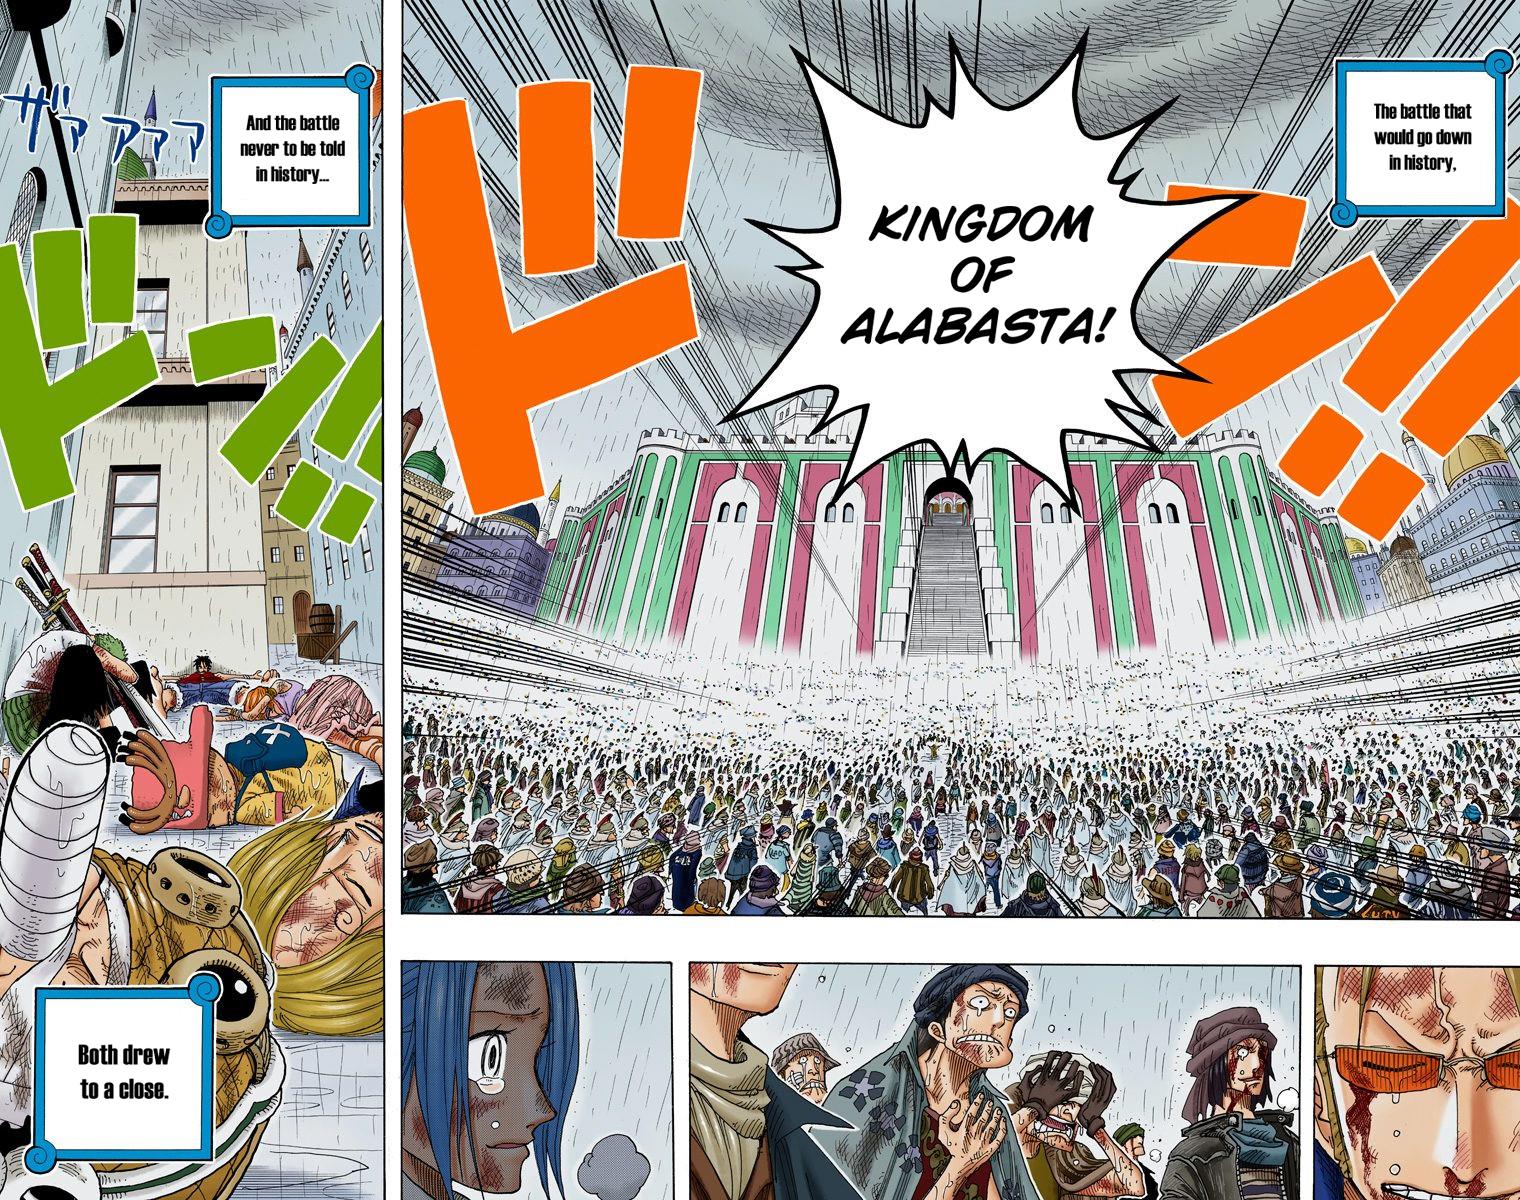 The battle that
would go down
in history,
KINGDOM
OF
ALABASTA!
ドン!!
And the battle
never to be told
in history...
ザァァァァ
ドン!!
Both drew
to a close.